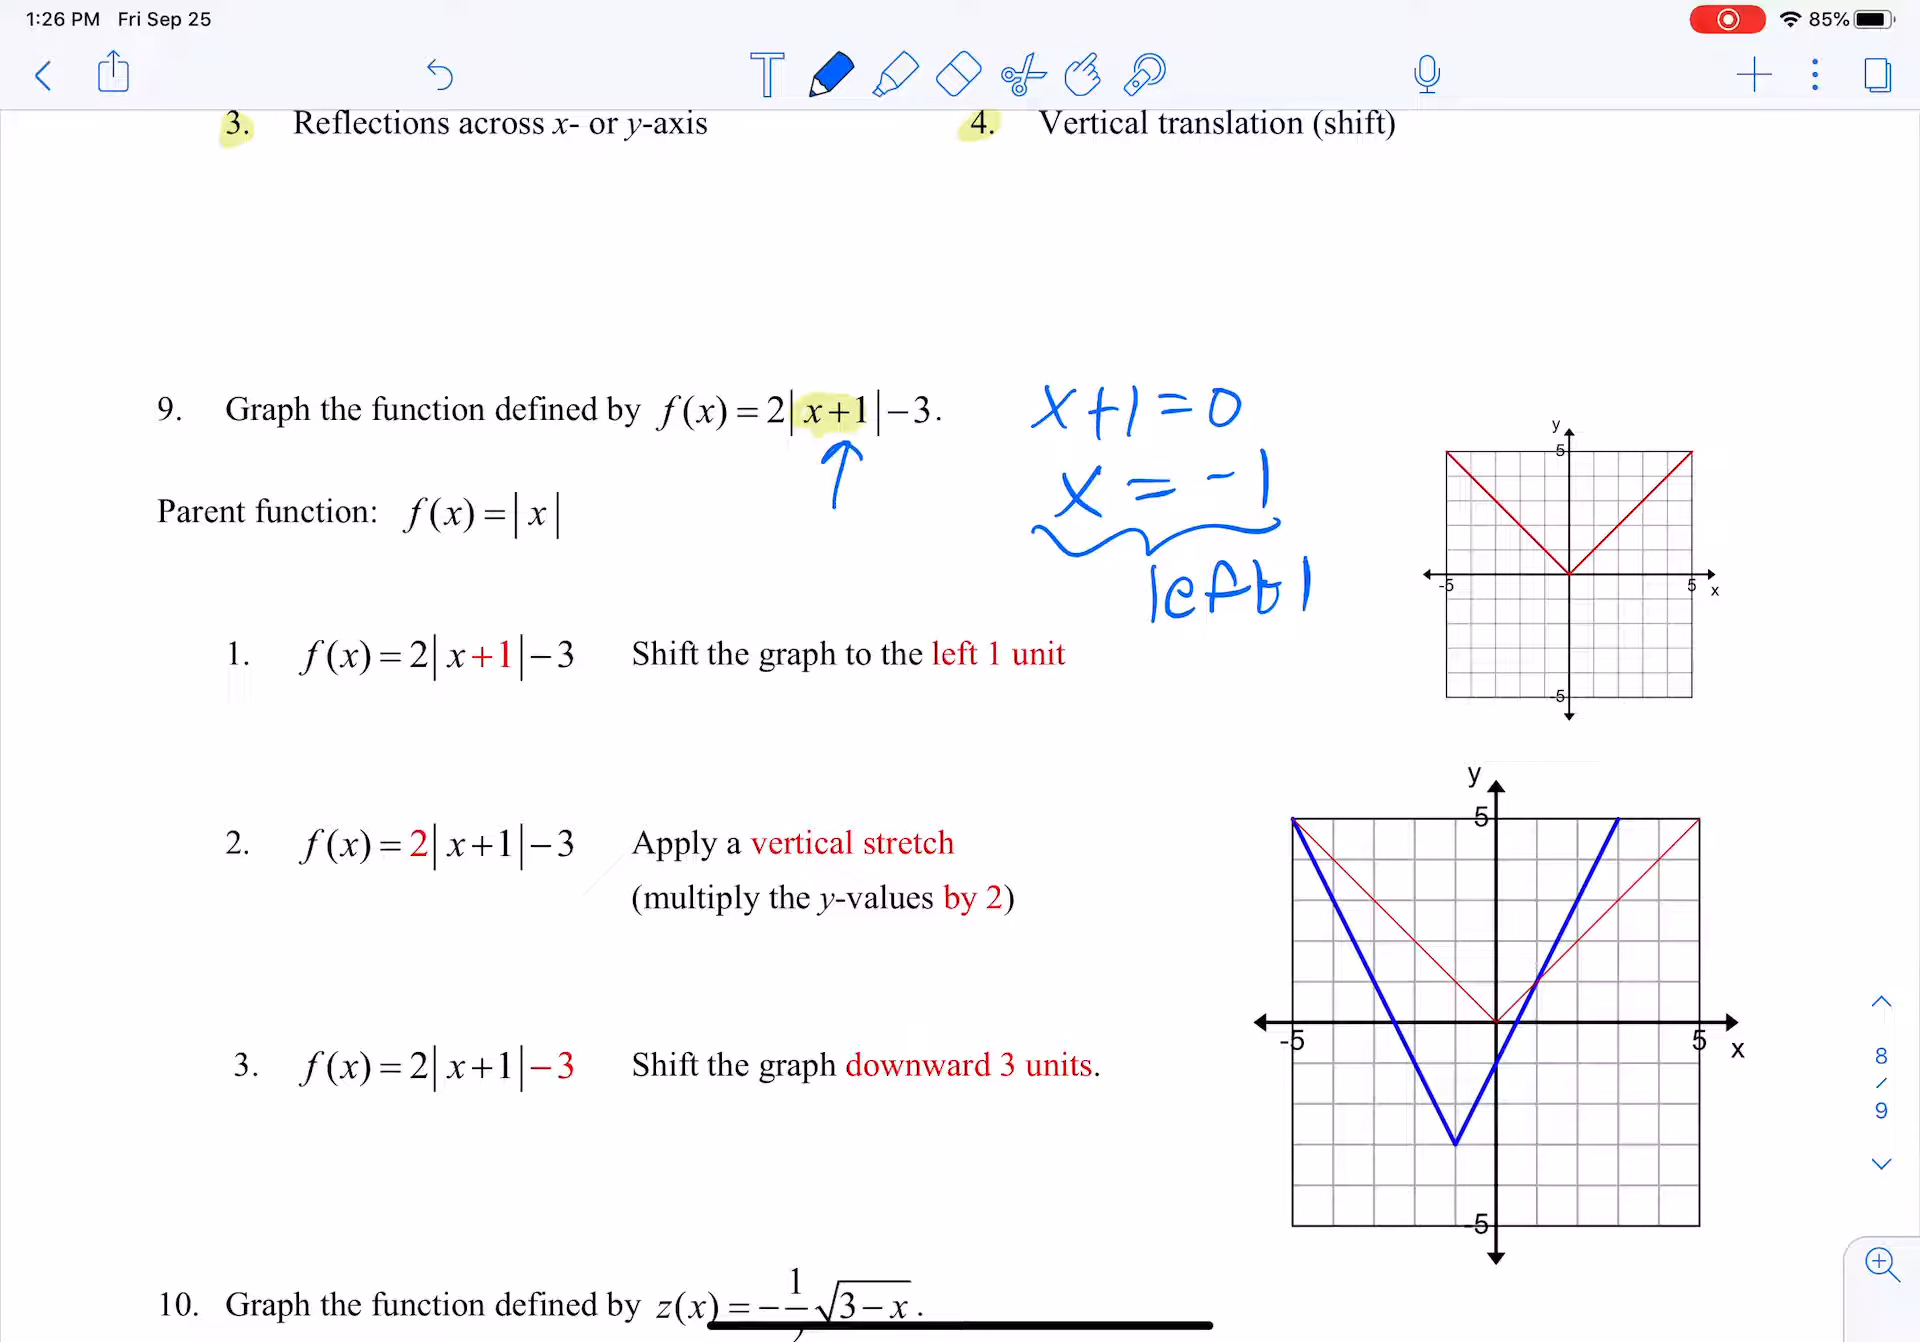 1:26 PM Fri Sep 25
85%
T
3. Reflections across x- or y-axis
4. Vertical translation (shift)
9. Graph the function defined by f(x) = 2|x+1|−3.
x+1=0
x = -1
left 1
Parent function: f(x) = |x|
y
5
-5
5
x
-5
1. f(x) = 2|x+1|−3 Shift the graph to the left 1 unit
2. f(x) = 2|x+1|−3 Apply a vertical stretch
(multiply the y-values by 2)
3. f(x) = 2|x+1|−3 Shift the graph downward 3 units.
y
5
-5
5
x
-5
8
/
9
10. Graph the function defined by z(x) = −1/2 √3−x.